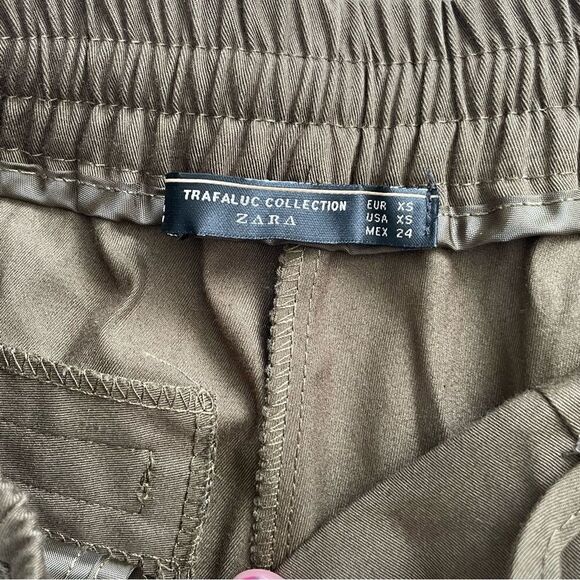 TRAFALUC COLLECTION
ZARA
EUR XS
USA XS
MEX 24